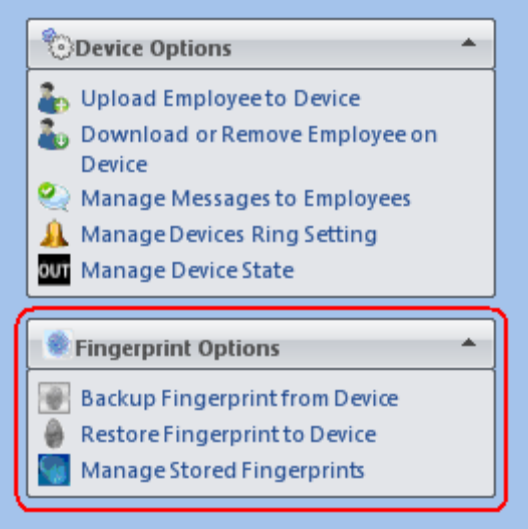 Device Options
Upload Employee to Device
Download or Remove Employee on
Device
Manage Messages to Employees
Manage Devices Ring Setting
OUT Manage Device State
Fingerprint Options
Backup Fingerprint from Device
Restore Fingerprint to Device
Manage Stored Fingerprints